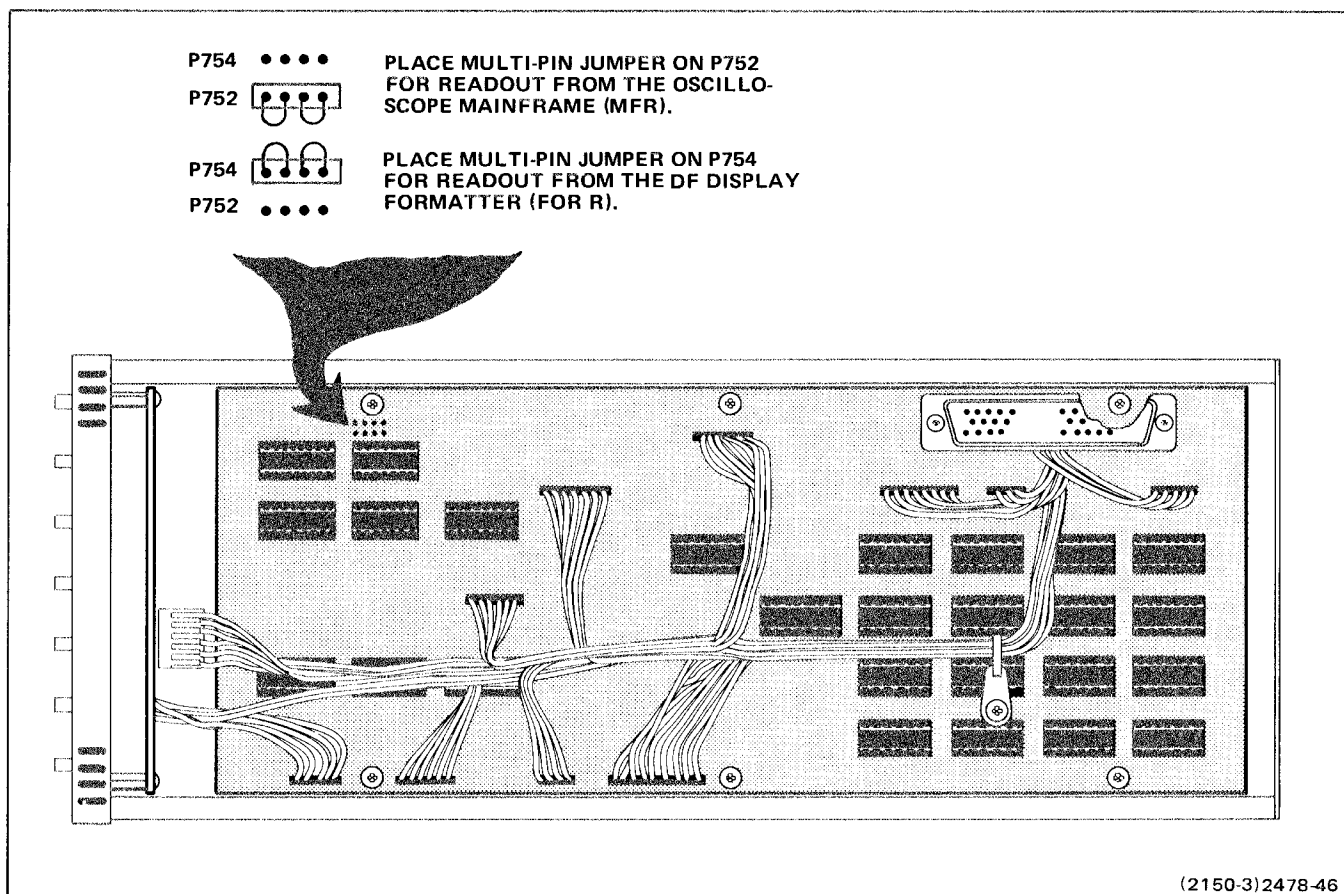 P754 PLACE MULTI-PIN JUMPER ON P752
FOR READOUT FROM THE OSCILLO-
P752 SCOPE MAINFRAME (MFR).
P754 PLACE MULTI-PIN JUMPER ON P754
FOR READOUT FROM THE DF DISPLAY
P752 FORMATTER (FOR R).
(2150-3)2478-46